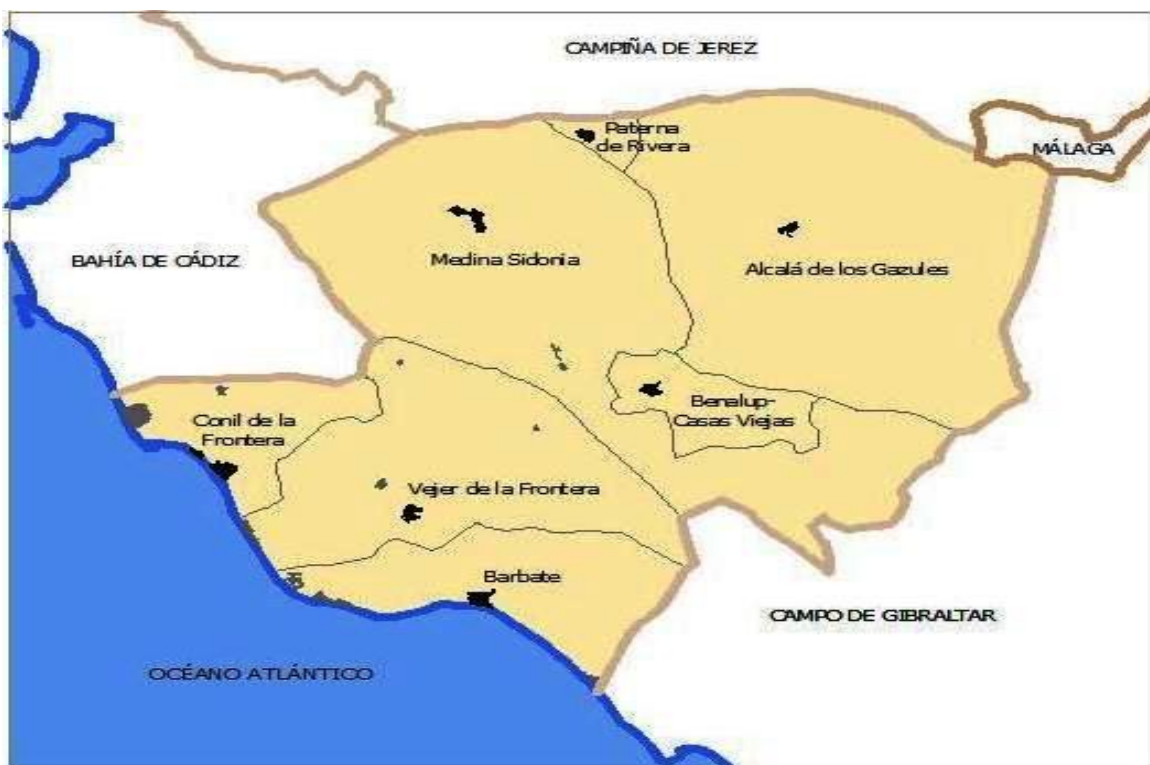 CAMPIÑA DE JEREZ
Paterna
de Rivera
MÁLAGA
BAHÍA DE CÁDIZ
Medina Sidonia
Alcalá de los Gazules
Benalup-
Casas Viejas
Conil de la
Frontera
Vejer de la Frontera
Barbate
CAMPO DE GIBRALTAR
OCÉANO ATLÁNTICO